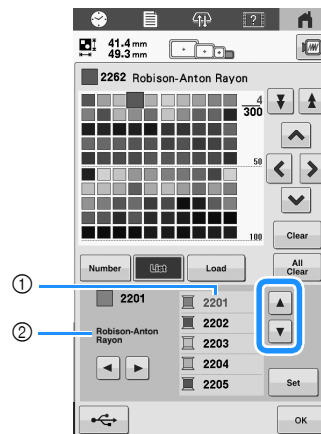 ?
41.4 mm
49.3 mm
2262 Robison-Anton Rayon
4
300
50
100
Clear
Number
List
Load
All
Clear
①
2201
2201
②
Robison-Anton
Rayon
2202
2203
2204
2205
Set
OK